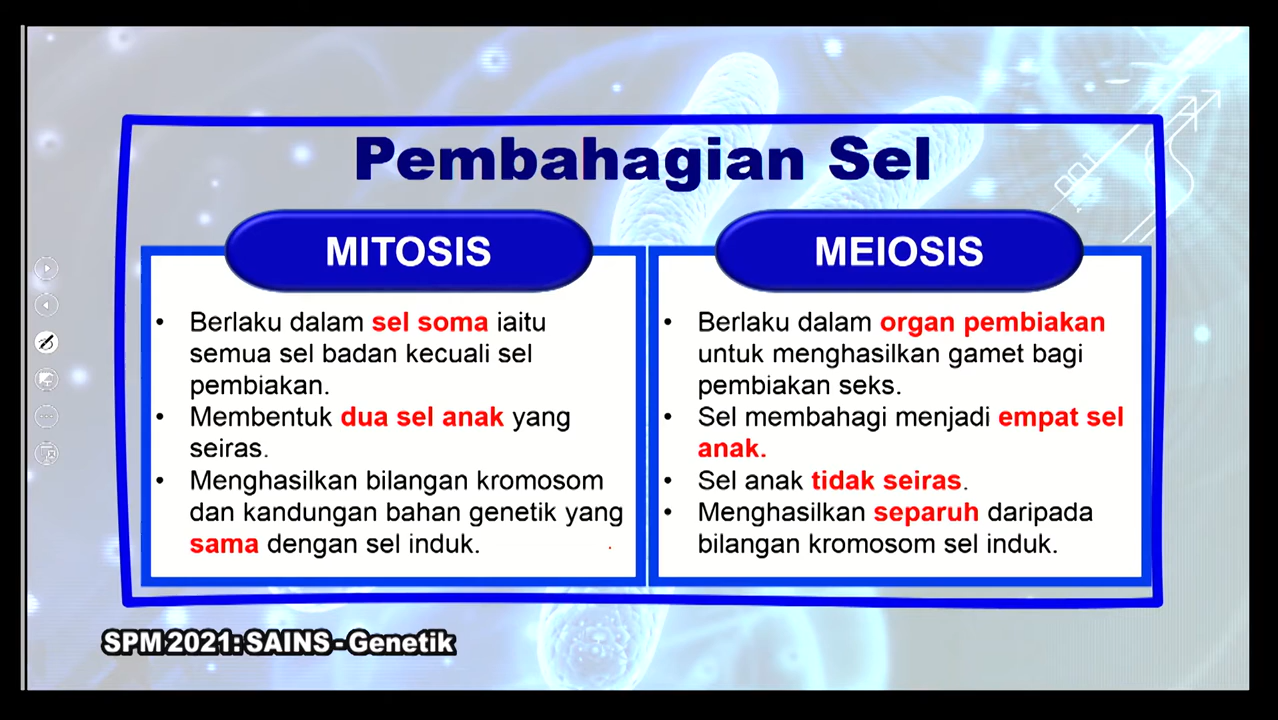 Pembahagian Sel
MITOSIS
• Berlaku dalam sel soma iaitu
semua sel badan kecuali sel
pembiakan.
• Membentuk dua sel anak yang
seiras.
• Menghasilkan bilangan kromosom
dan kandungan bahan genetik yang
sama dengan sel induk.
MEIOSIS
• Berlaku dalam organ pembiakan
untuk menghasilkan gamet bagi
pembiakan seks.
• Sel membahagi menjadi empat sel
anak.
• Sel anak tidak seiras.
• Menghasilkan separuh daripada
bilangan kromosom sel induk.
001
SPM 2021: SAINS - Genetik